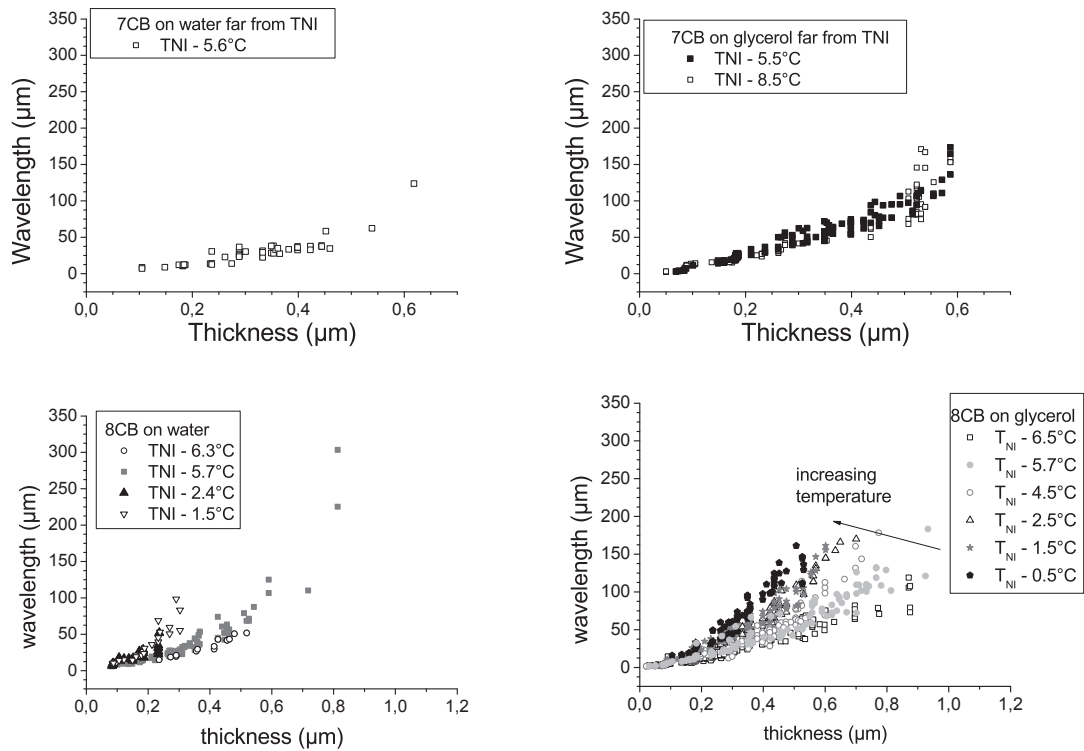 7CB on water far from TNI
TNI - 5.6°C
350
300
250
200
150
100
50
0
Wavelength (µm)
0,0 0,2 0,4 0,6
Thickness (µm)
7CB on glycerol far from TNI
TNI - 5.5°C
TNI - 8.5°C
350
300
250
200
150
100
50
0
Wavelength (µm)
0,0 0,2 0,4 0,6
Thickness (µm)
8CB on water
TNI - 6.3°C
TNI - 5.7°C
TNI - 2.4°C
TNI - 1.5°C
350
300
250
200
150
100
50
0
wavelength (µm)
0,0 0,2 0,4 0,6 0,8 1,0 1,2
thickness (µm)
8CB on glycerol
TNI - 6.5°C
TNI - 5.7°C
TNI - 4.5°C
TNI - 2.5°C
TNI - 1.5°C
TNI - 0.5°C
increasing
temperature
350
300
250
200
150
100
50
0
wavelength (µm)
0,0 0,2 0,4 0,6 0,8 1,0 1,2
thickness (µm)